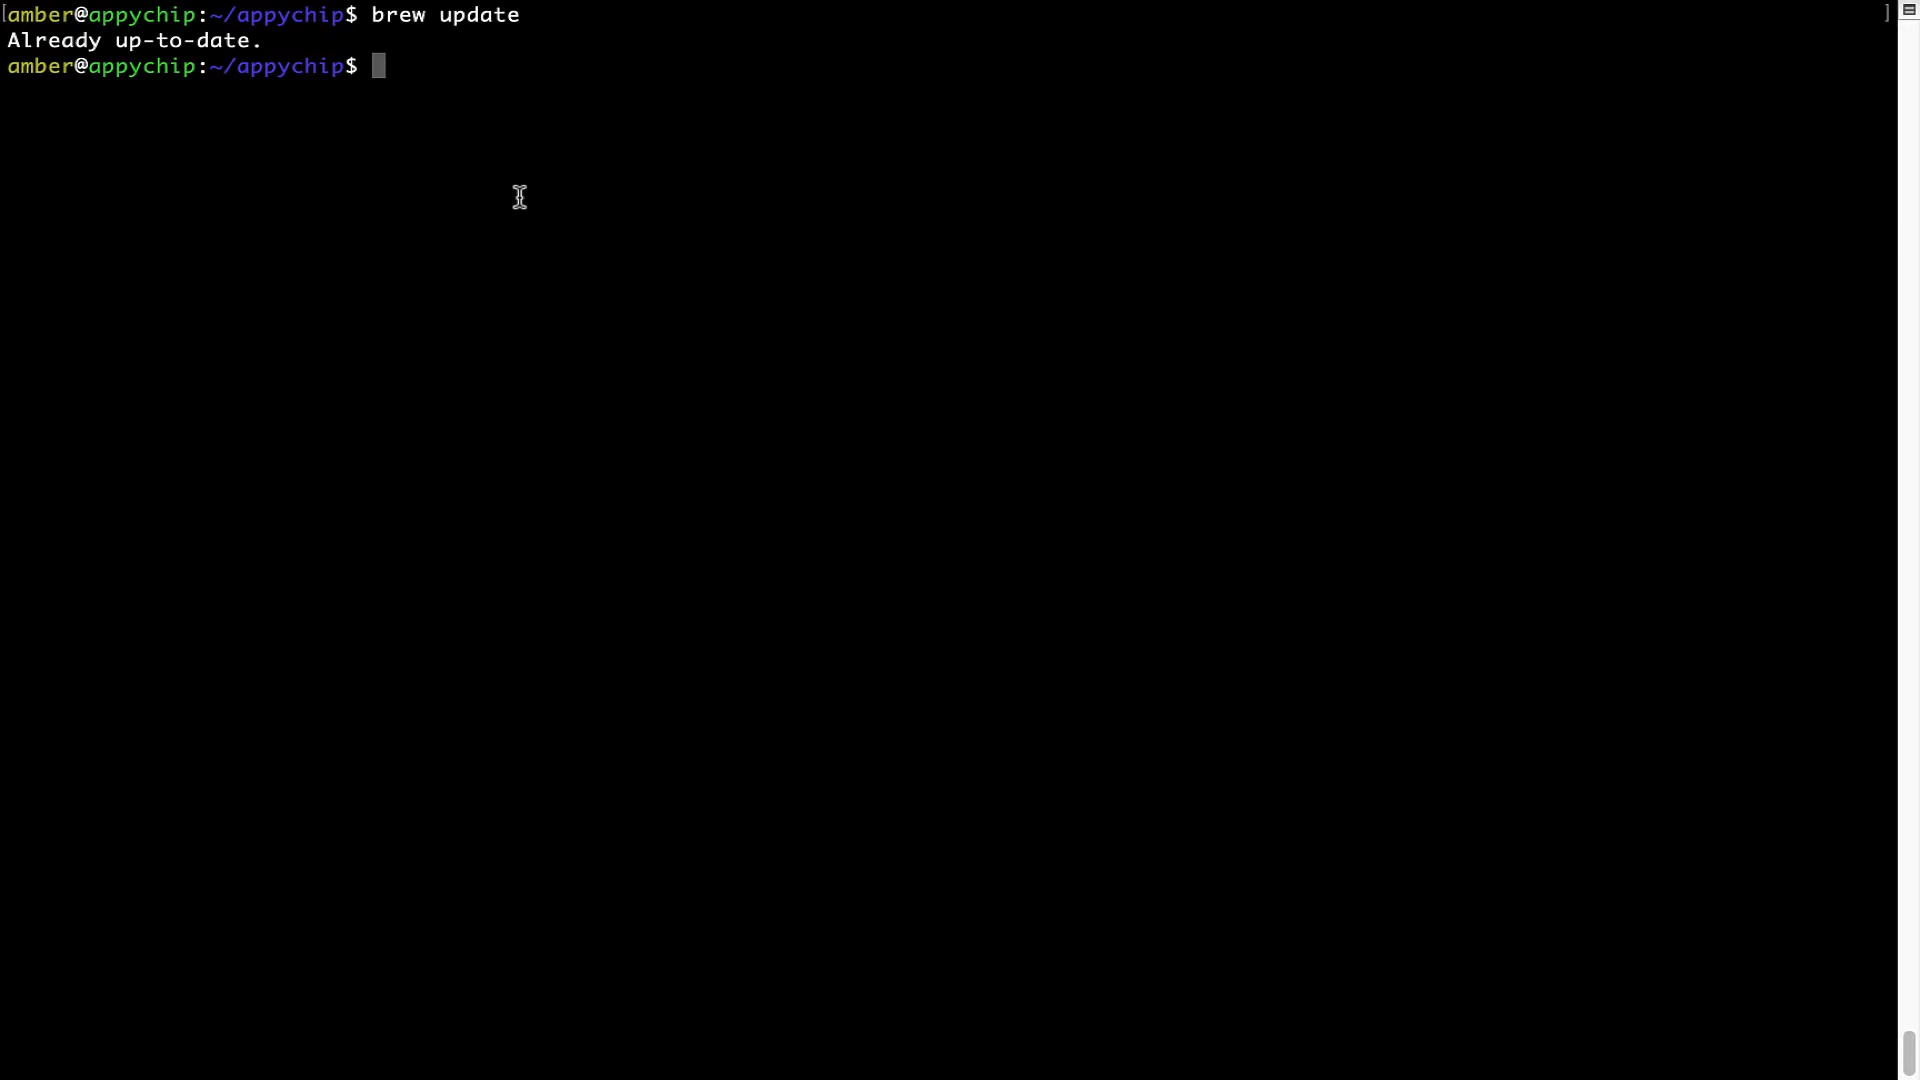 [amber@appychip:~/appychip$ brew update ]
Already up-to-date.
amber@appychip:~/appychip$